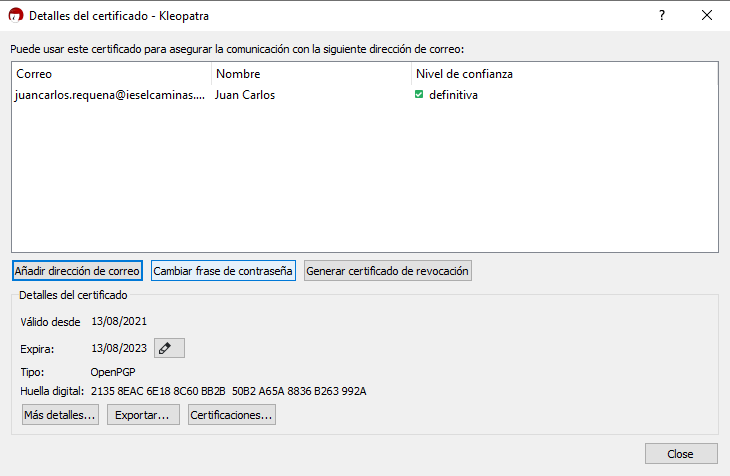 Detalles del certificado - Kleopatra
Puede usar este certificado para asegurar la comunicación con la siguiente dirección de correo:
Correo Nombre Nivel de confianza
juancarlos.requena@ieselcaminas.... Juan Carlos definitiva
Añadir dirección de correo Cambiar frase de contraseña Generar certificado de revocación
Detalles del certificado
Válido desde 13/08/2021
Expira: 13/08/2023
Tipo: OpenPGP
Huella digital: 2135 8EAC 6E18 8C60 BB2B 50B2 A65A 8836 B263 992A
Más detalles... Exportar... Certificaciones...
Close